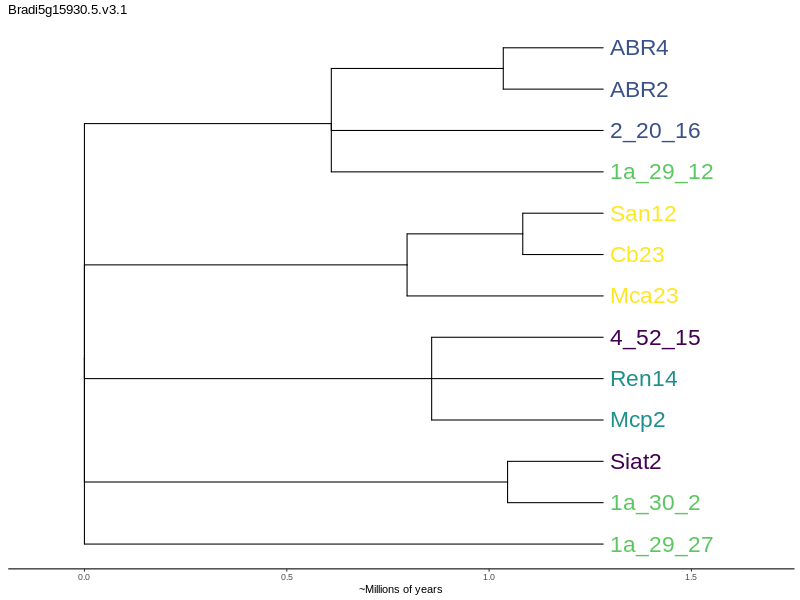 Bradi5g15930.5.v3.1
ABR4
ABR2
2_20_16
1a_29_12
San12
Cb23
Mca23
4_52_15
Ren14
Mcp2
Siat2
1a_30_2
1a_29_27
0.0 0.5 1.0 1.5
~Millions of years